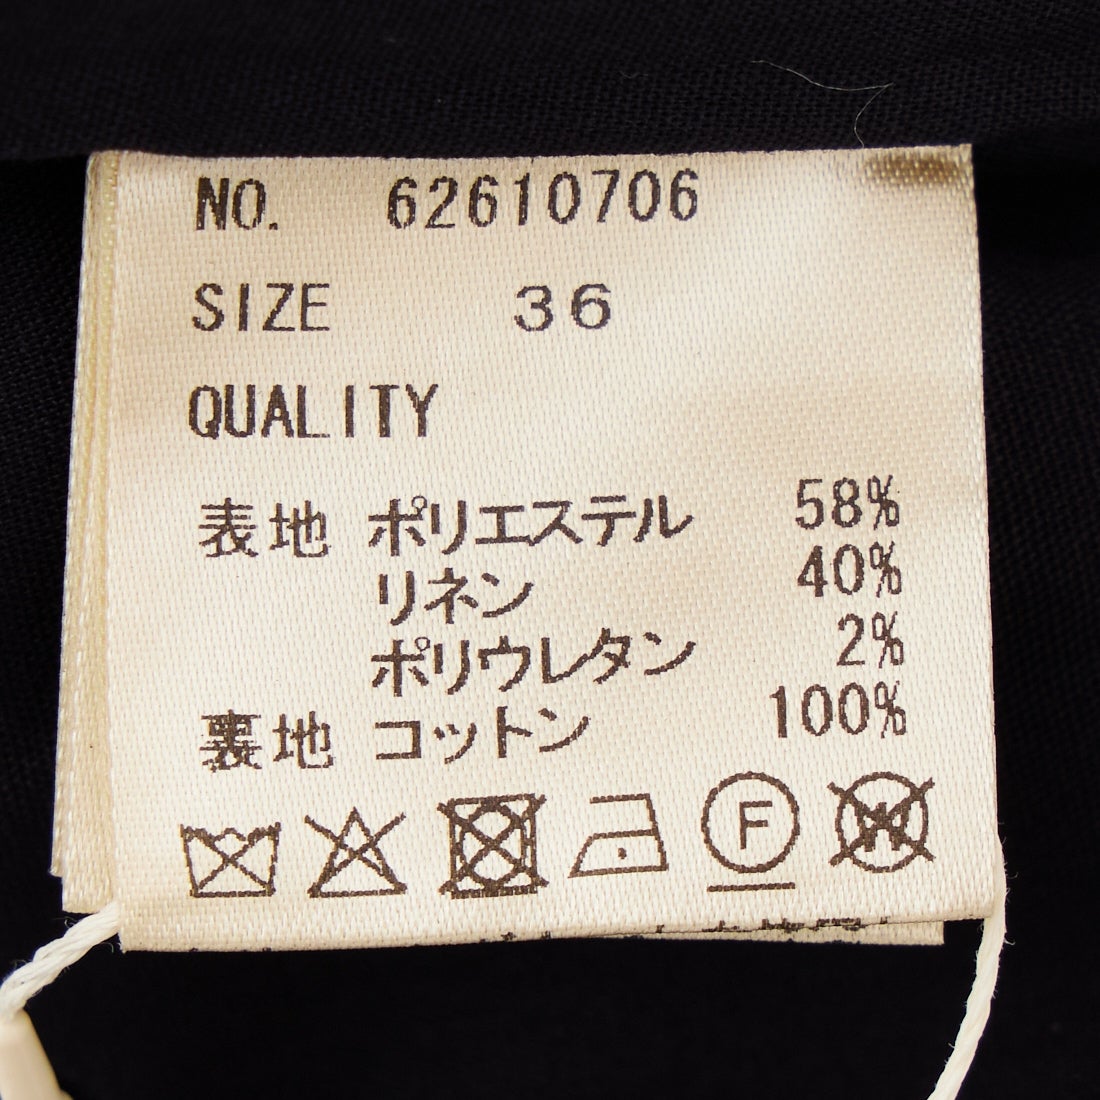 NO. 62610706
SIZE 36
QUALITY
表地 ポリエステル 58%
リネン 40%
ポリウレタン 2%
裏地 コットン 100%
F W